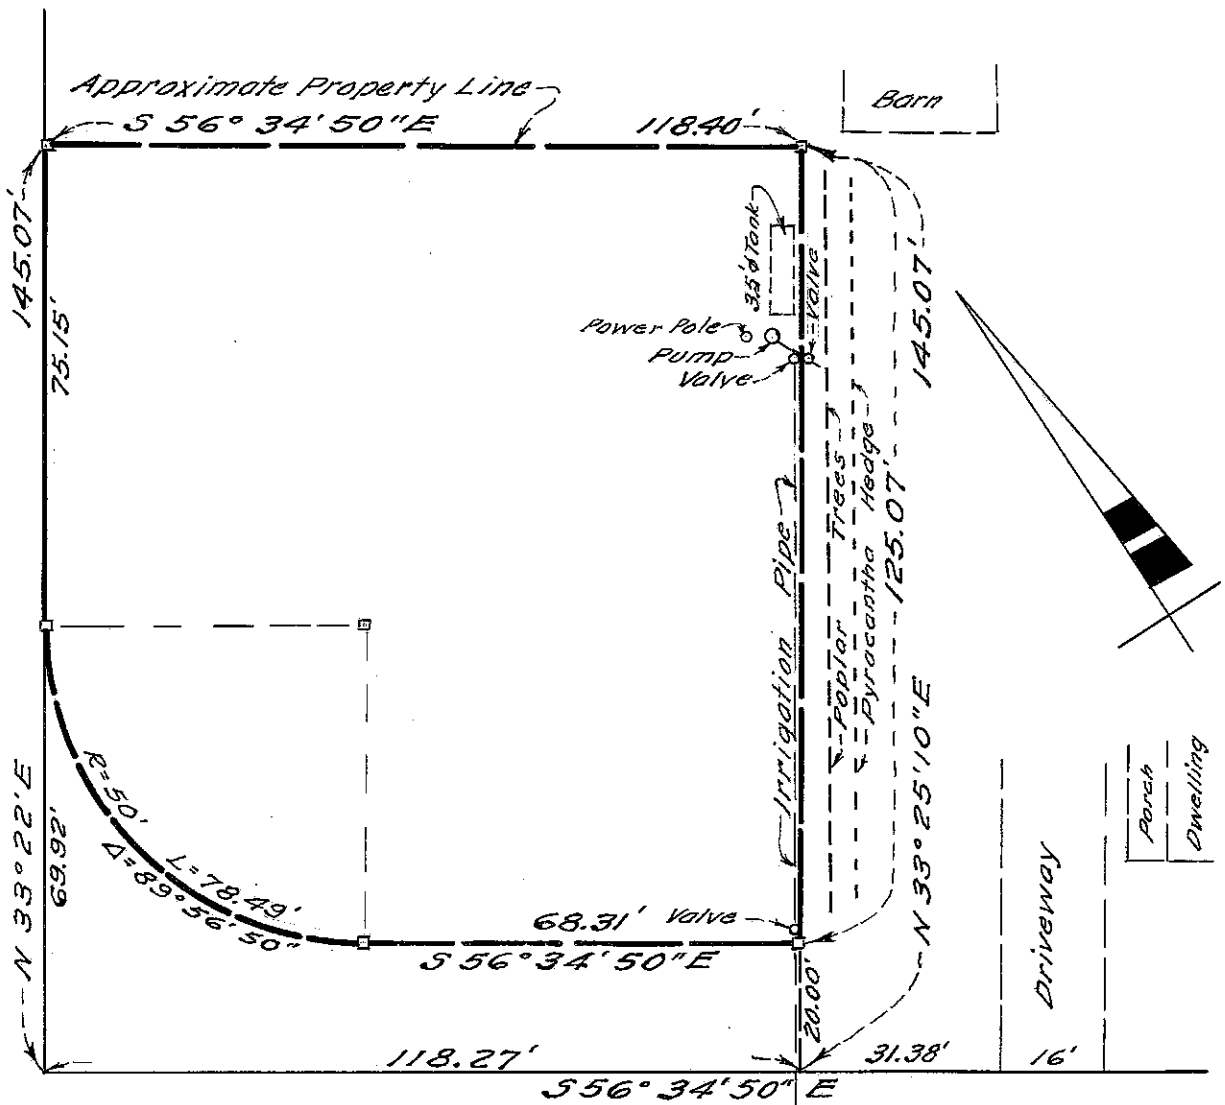 Approximate Property Line
S 56° 34' 50" E
118.40'
Barn
145.07'
75.15'
3.5' φ Tank
Valve
Power Pole
Pump
Valve
145.07'
125.07'
Irrigation Pipe
Poplar Trees
Pyracantha Hedge
N 33° 25' 10" E
R=50'
L=78.49'
Δ=89° 56' 50"
N 33° 22' E
69.92'
68.31'
Valve
S 56° 34' 50" E
20.00'
Driveway
Porch
Dwelling
118.27'
31.38'
16'
S 56° 34' 50" E